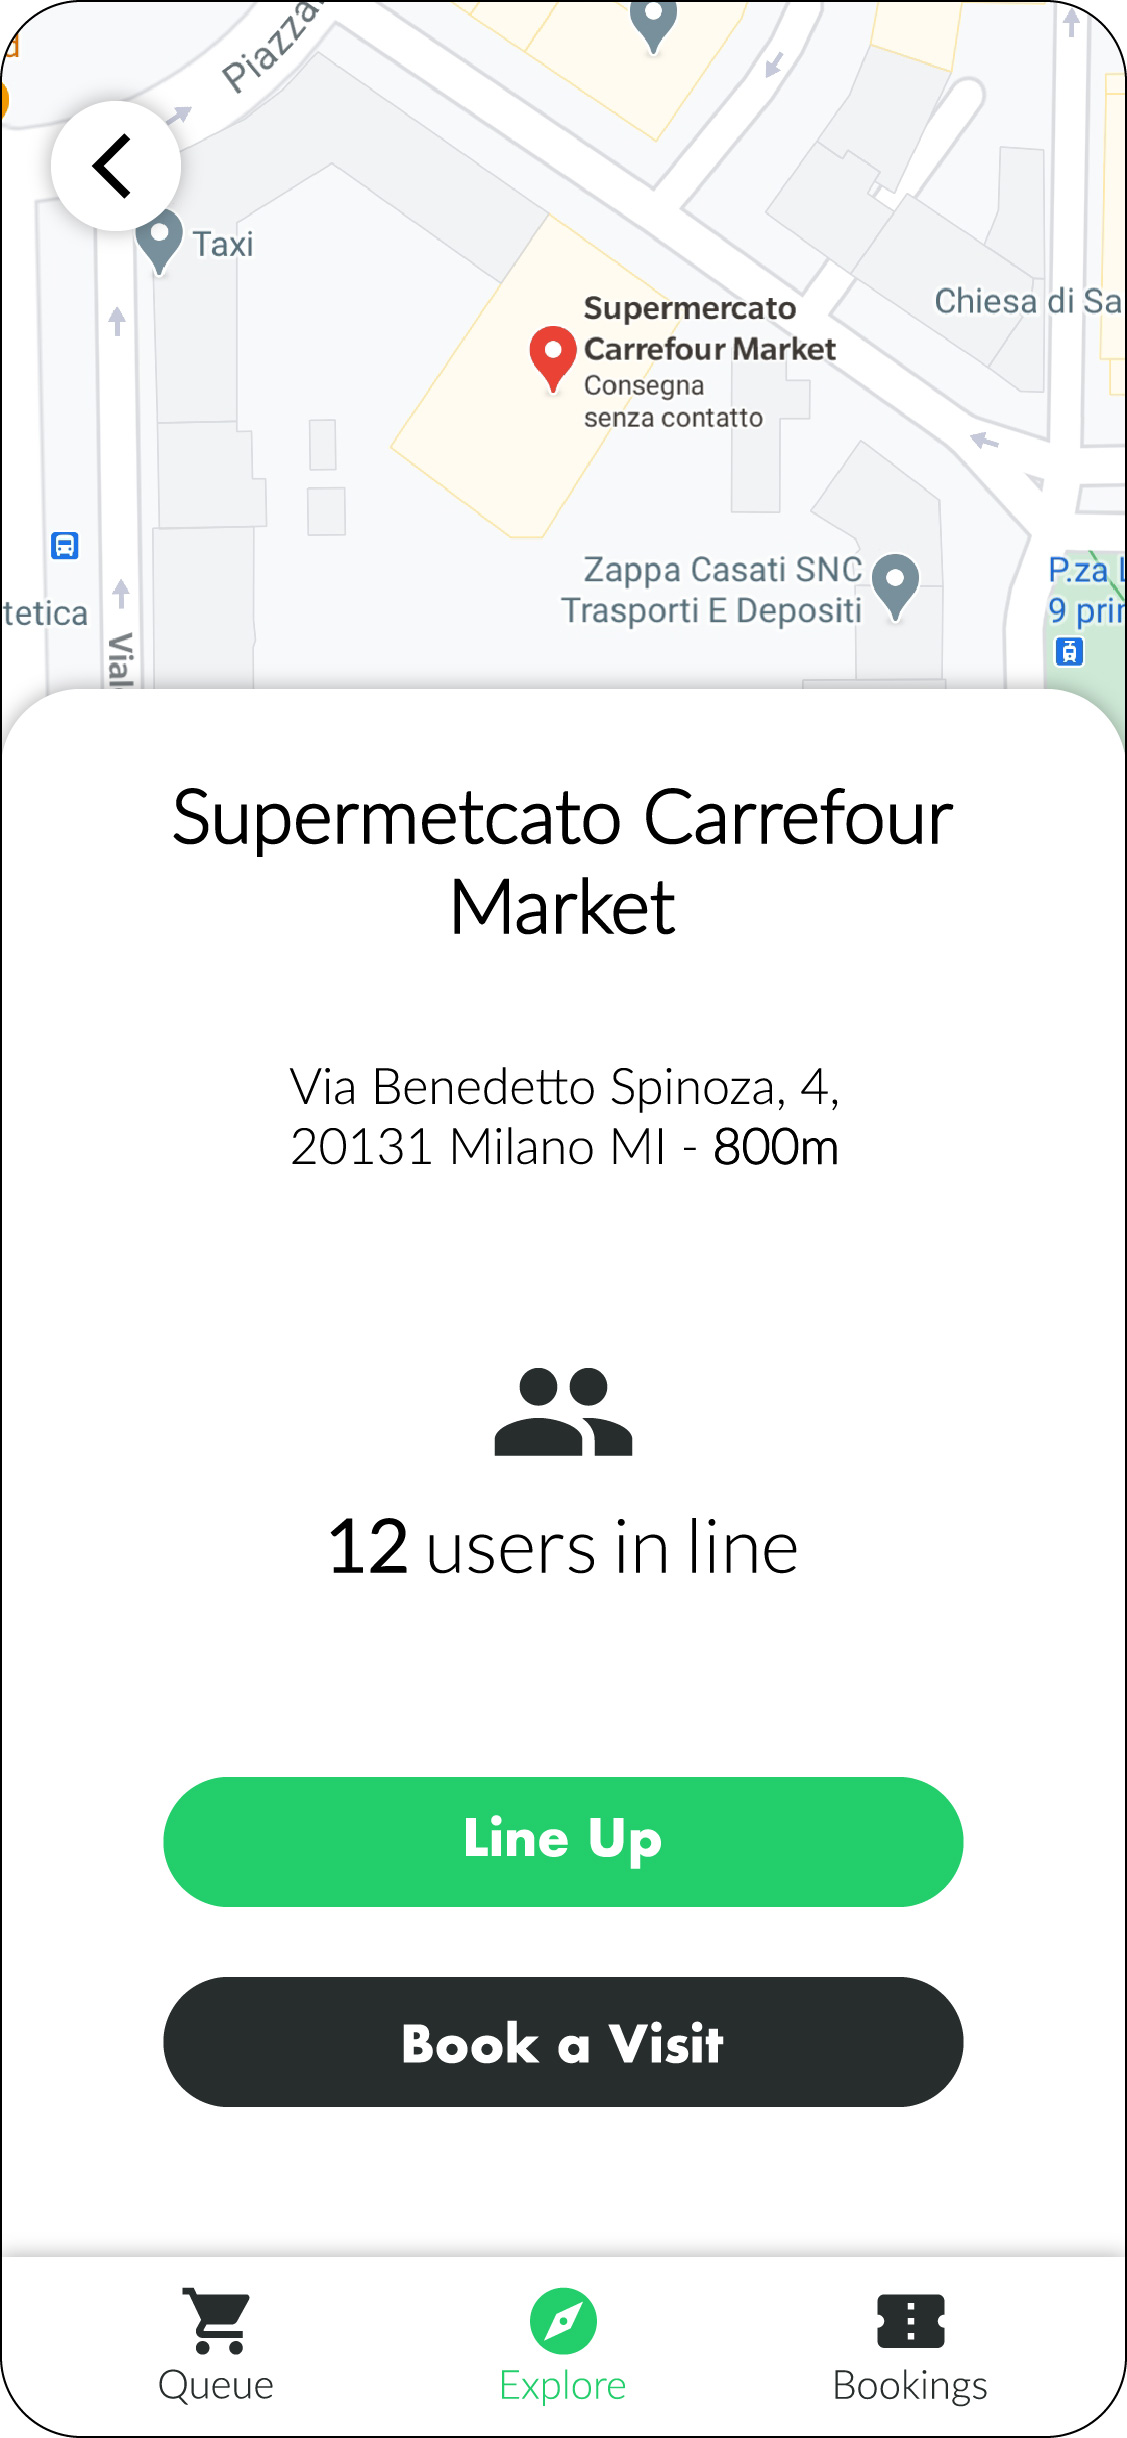 Piazza
Taxi
Supermercato
Carrefour Market
Consegna
senza contatto
Chiesa di Sa
Zappa Casati SNC
Trasporti E Depositi
P.za L
9 prin
tetica
Vial
Supermetcato Carrefour
Market
Via Benedetto Spinoza, 4,
20131 Milano MI - 800m
12 users in line
Line Up
Book a Visit
Queue
Explore
Bookings